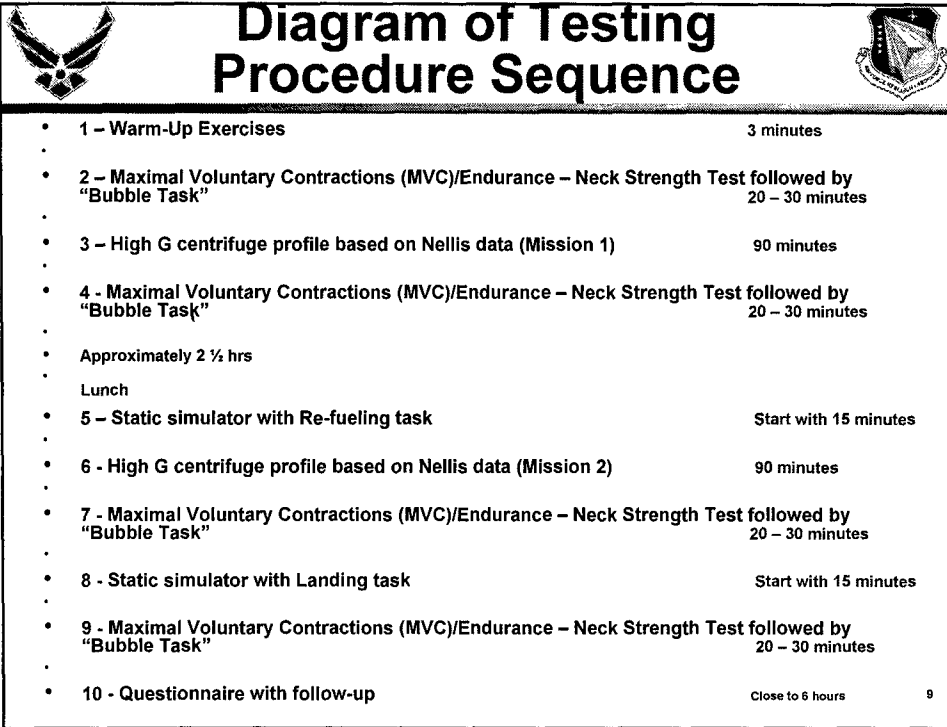 Diagram of Testing
Procedure Sequence
• 1 – Warm-Up Exercises 3 minutes
•
• 2 – Maximal Voluntary Contractions (MVC)/Endurance – Neck Strength Test followed by
"Bubble Task" 20 – 30 minutes
•
• 3 – High G centrifuge profile based on Nellis data (Mission 1) 90 minutes
•
• 4 - Maximal Voluntary Contractions (MVC)/Endurance – Neck Strength Test followed by
"Bubble Task" 20 – 30 minutes
•
• Approximately 2 ½ hrs
•
Lunch
• 5 – Static simulator with Re-fueling task Start with 15 minutes
•
• 6 - High G centrifuge profile based on Nellis data (Mission 2) 90 minutes
•
• 7 - Maximal Voluntary Contractions (MVC)/Endurance – Neck Strength Test followed by
"Bubble Task" 20 – 30 minutes
•
• 8 - Static simulator with Landing task Start with 15 minutes
•
• 9 - Maximal Voluntary Contractions (MVC)/Endurance – Neck Strength Test followed by
"Bubble Task" 20 – 30 minutes
•
• 10 - Questionnaire with follow-up Close to 6 hours 9